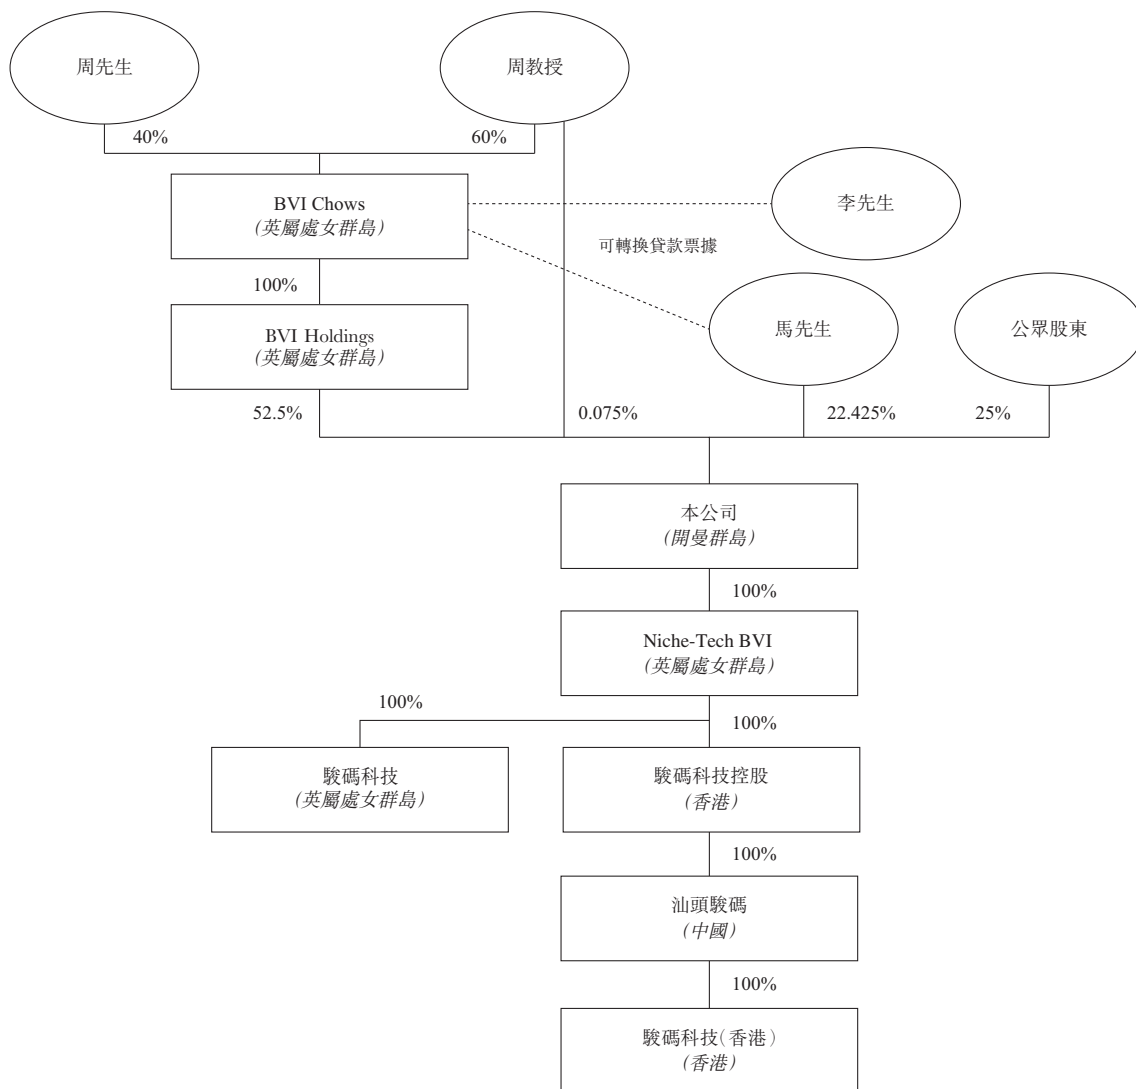 周先生
周教授
40%
60%
BVI Chows
(英屬處女群島)
李先生
可轉換貸款票據
100%
BVI Holdings
(英屬處女群島)
馬先生
公眾股東
52.5%
0.075%
22.425%
25%
本公司
(開曼群島)
100%
Niche-Tech BVI
(英屬處女群島)
100%
100%
駿碼科技
(英屬處女群島)
駿碼科技控股
(香港)
100%
汕頭駿碼
(中國)
100%
駿碼科技(香港)
(香港)